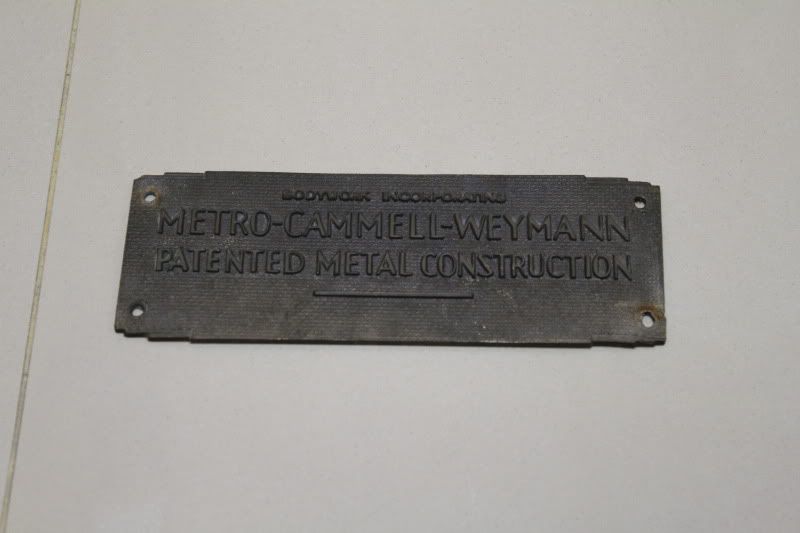 BODYWORK INCORPORATING
METRO-CAMMELL-WEYMANN
PATENTED METAL CONSTRUCTION